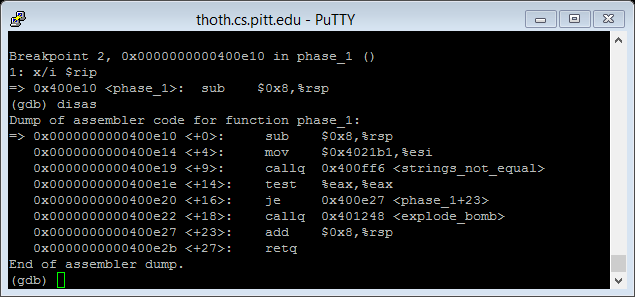 thoth.cs.pitt.edu - PuTTY
Breakpoint 2, 0x0000000000400e10 in phase_1 ()
1: x/i $rip
=> 0x400e10 <phase_1>:  sub    $0x8,%rsp
(gdb) disas
Dump of assembler code for function phase_1:
=> 0x0000000000400e10 <+0>:     sub    $0x8,%rsp
   0x0000000000400e14 <+4>:     mov    $0x4021b1,%esi
   0x0000000000400e19 <+9>:     callq  0x400ff6 <strings_not_equal>
   0x0000000000400e1e <+14>:    test   %eax,%eax
   0x0000000000400e20 <+16>:    je     0x400e27 <phase_1+23>
   0x0000000000400e22 <+18>:    callq  0x401248 <explode_bomb>
   0x0000000000400e27 <+23>:    add    $0x8,%rsp
   0x0000000000400e2b <+27>:    retq
End of assembler dump.
(gdb)